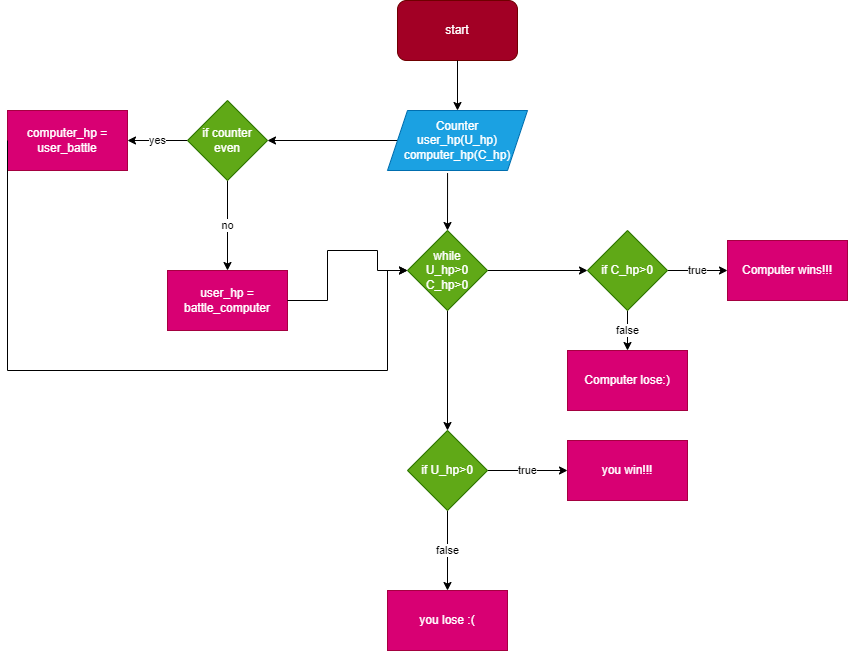 start
Counter
user_hp(U_hp)
computer_hp(C_hp)
if counter
even
yes
computer_hp =
user_battle
no
user_hp =
battle_computer
while
U_hp>0
C_hp>0
if C_hp>0
true
Computer wins!!!
false
Computer lose:)
if U_hp>0
true
you win!!!
false
you lose :(